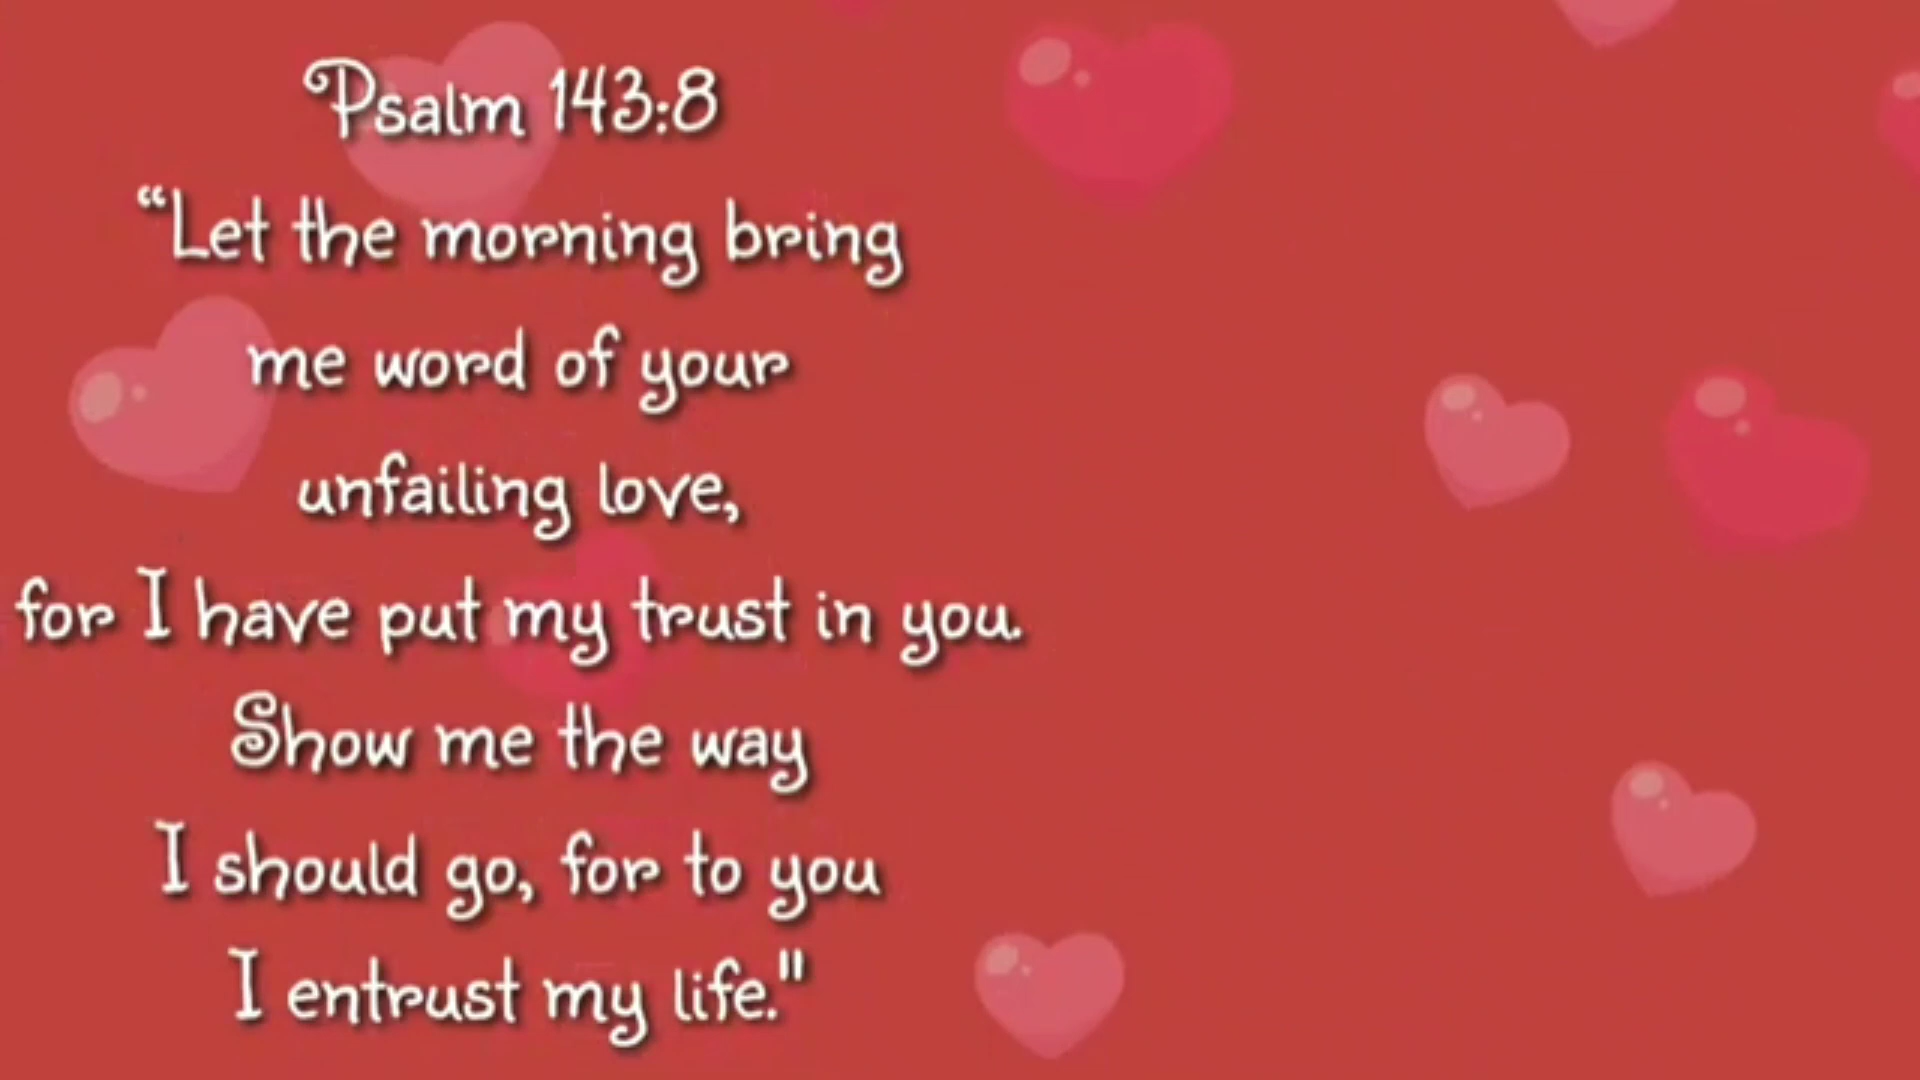 Psalm 143:8
“Let the morning bring
me word of your
unfailing love,
for I have put my trust in you.
Show me the way
I should go, for to you
I entrust my life."